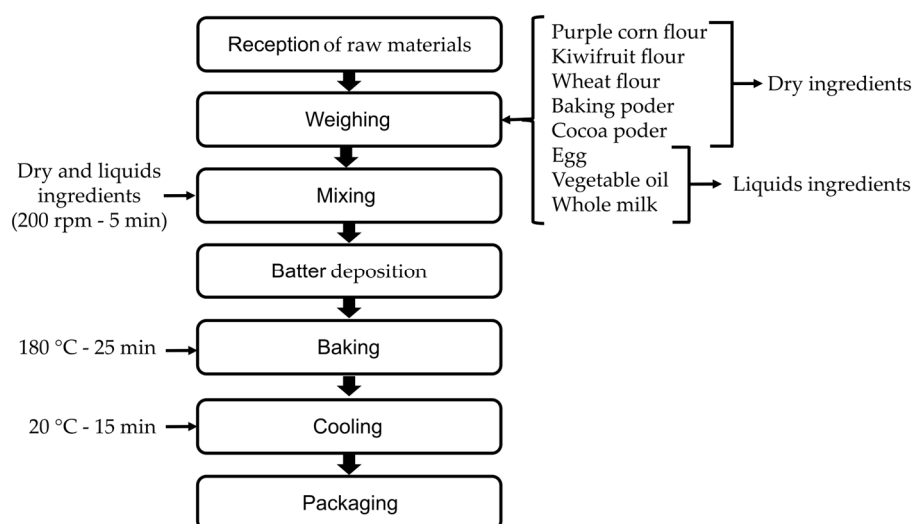 Reception of raw materials
Weighing
Purple corn flour
Kiwifruit flour
Wheat flour
Baking poder
Cocoa poder
Egg
Vegetable oil
Whole milk
Dry ingredients
Liquids ingredients
Dry and liquids
ingredients
(200 rpm - 5 min)
Mixing
Batter deposition
180 °C - 25 min
Baking
20 °C - 15 min
Cooling
Packaging